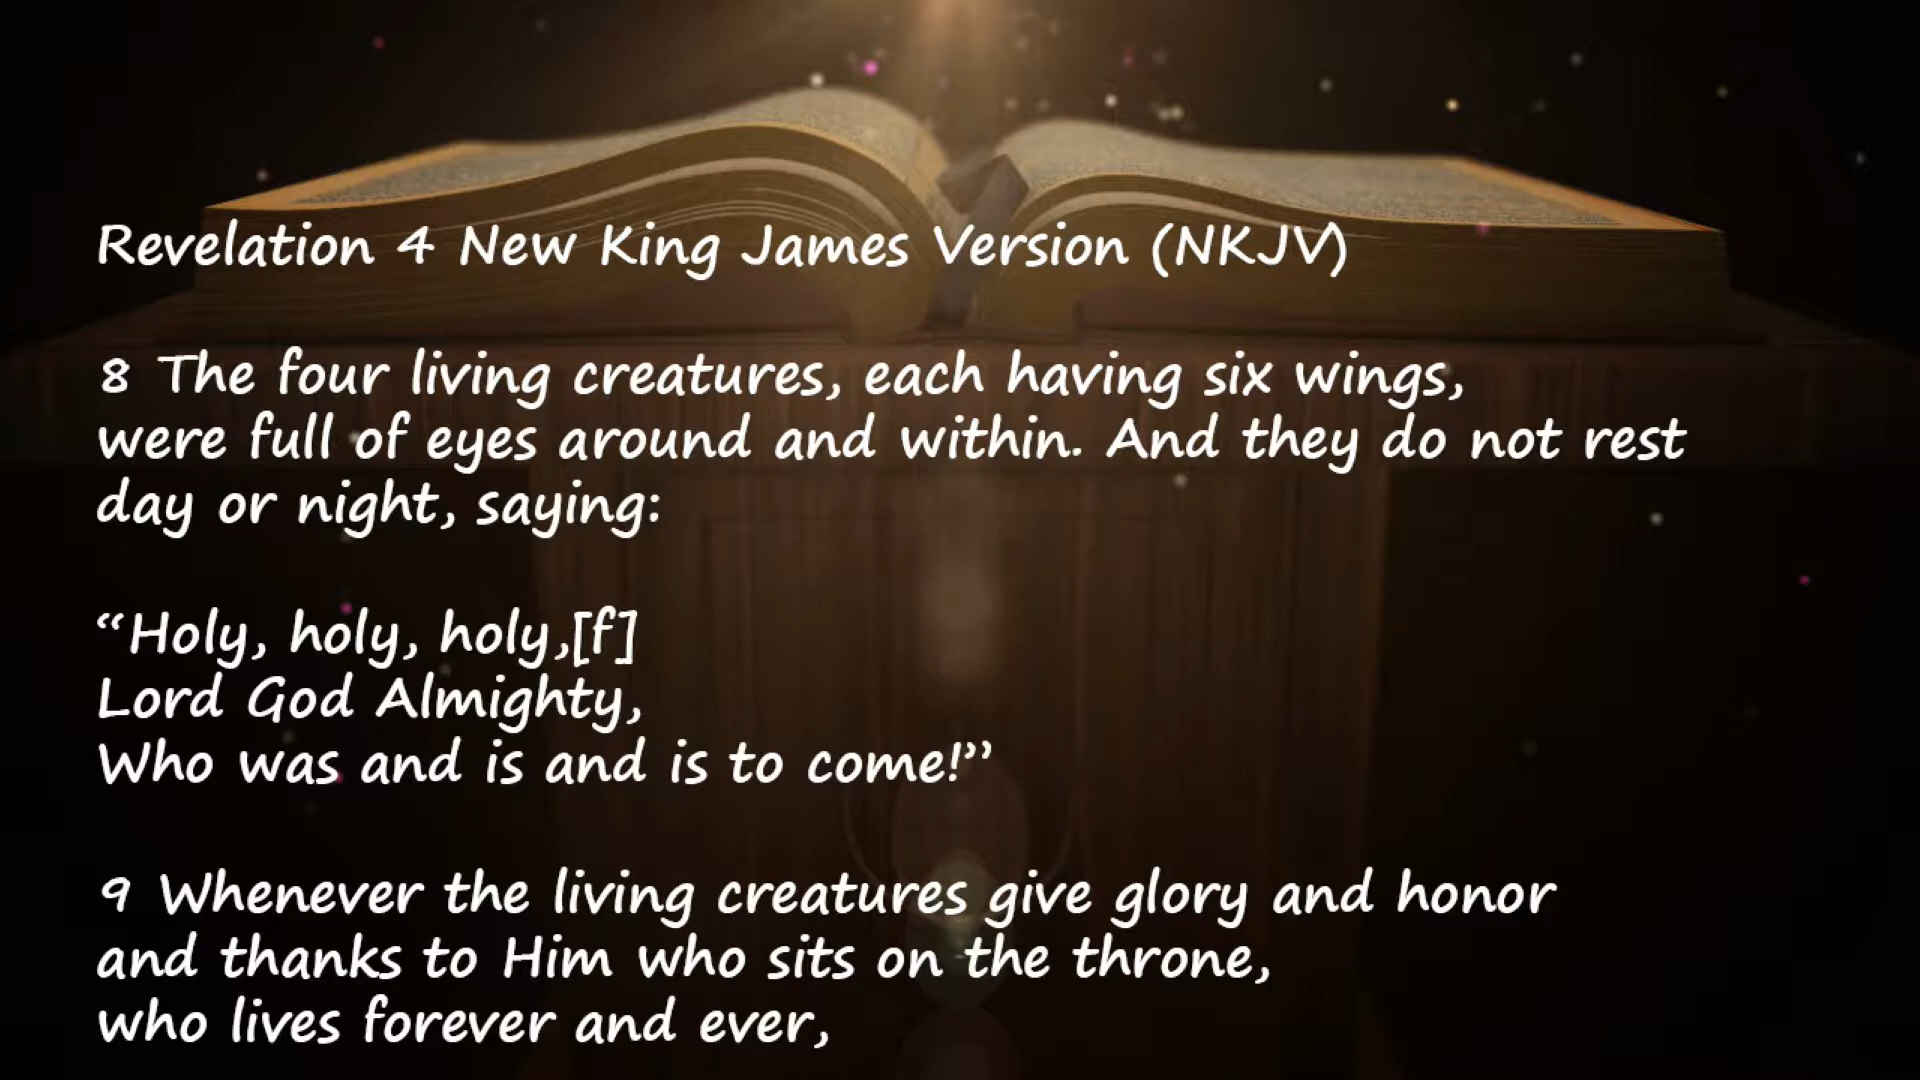 Revelation 4 New King James Version (NKJV)
8 The four living creatures, each having six wings,
were full of eyes around and within. And they do not rest
day or night, saying:
“Holy, holy, holy,[f]
Lord God Almighty,
Who was and is and is to come!”
9 Whenever the living creatures give glory and honor
and thanks to Him who sits on the throne,
who lives forever and ever,